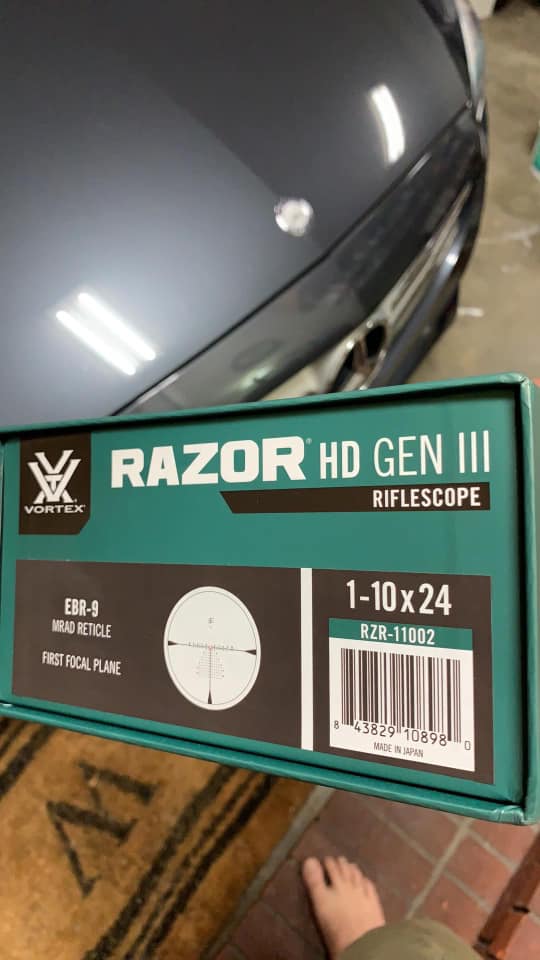 VORTEX
RAZOR® HD GEN III
RIFLESCOPE
EBR-9
MRAD RETICLE
FIRST FOCAL PLANE
1-10x24
RZR-11002
8 43829 10898 0
MADE IN JAPAN
W